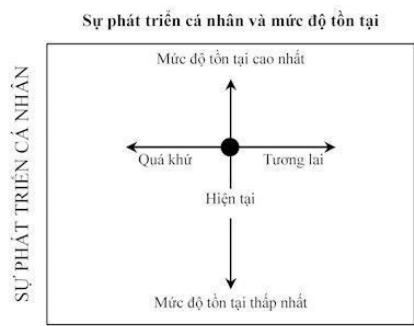 Sự phát triển cá nhân và mức độ tồn tại
Mức độ tồn tại cao nhất
Quá khứ
Tương lai
Hiện tại
Mức độ tồn tại thấp nhất
SỰ PHÁT TRIỂN CÁ NHÂN